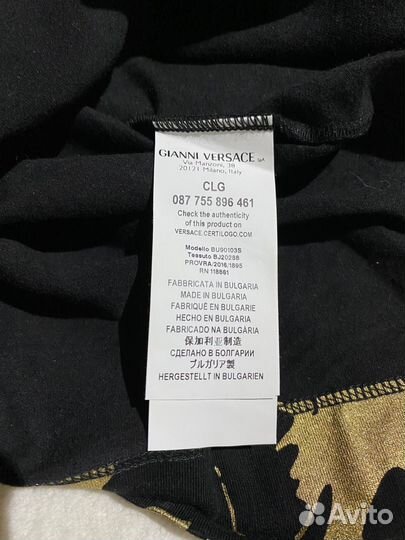 GIANNI VERSACE SpA
Via Manzoni, 38
20121 Milano, Italy
CLG
087 755 896 461
Check the authenticity
of this product on
VERSACE.CERTILOGO.COM
Modello BU90103S
Tessuto BJ20288
PROVRA/2016/1895
RN 118861
FABBRICATA IN BULGARIA
MADE IN BULGARIA
FABRIQUÉ EN BULGARIE
HECHO EN BULGARIA
FABRICADO NA BULGÁRIA
保加利亚制造
СДЕЛАНО В БОЛГАРИИ
ブルガリア製
HERGESTELLT IN BULGARIEN
Avito